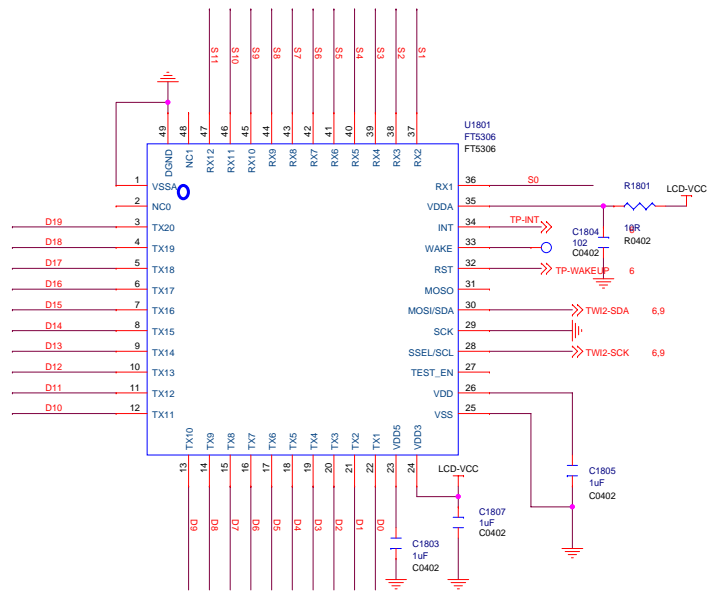 S11
S10
S9
S8
S7
S6
S5
S4
S3
S2
S1
49
48
47
46
45
44
43
42
41
40
39
38
37
DGND
NC1
RX12
RX11
RX10
RX9
RX8
RX7
RX6
RX5
RX4
RX3
RX2
U1801
FT5306
FT5306
1 VSSA
2 NC0
D19 3 TX20
D18 4 TX19
D17 5 TX18
D16 6 TX17
D15 7 TX16
D14 8 TX15
D13 9 TX14
D12 10 TX13
D11 11 TX12
D10 12 TX11
RX1 36 S0
VDDA 35
INT 34 TP-INT
WAKE 33
RST 32 TP-WAKEUP 6
MOSO 31
MOSI/SDA 30 TWI2-SDA 6,9
SCK 29
SSEL/SCL 28 TWI2-SCK 6,9
TEST_EN 27
VDD 26
VSS 25
R1801
LCD-VCC
10R
R0402
C1804
102
C0402
TX10
TX9
TX8
TX7
TX6
TX5
TX4
TX3
TX2
TX1
VDD5
VDD3
13
14
15
16
17
18
19
20
21
22
23
24
D9
D8
D7
D6
D5
D4
D3
D2
D1
D0
LCD-VCC
C1805
1uF
C0402
C1807
1uF
C0402
C1803
1uF
C0402